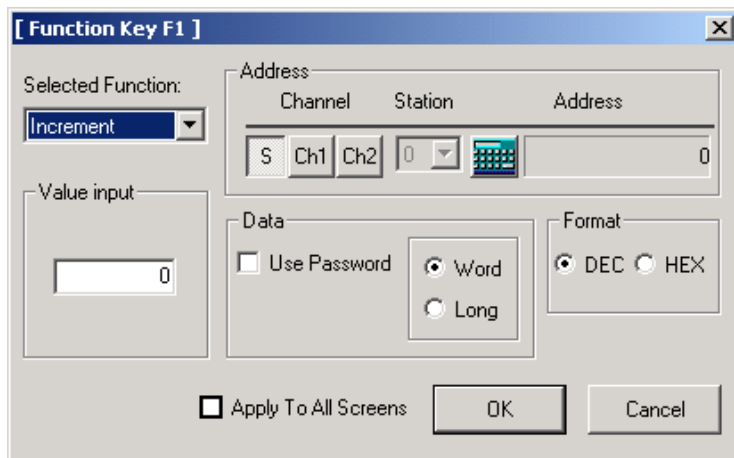 [ Function Key F1 ]
Selected Function:
Increment
Address
Channel Station Address
S Ch1 Ch2 0 0
Value input
0
Data
Use Password
Word
Long
Format
DEC HEX
Apply To All Screens
OK
Cancel